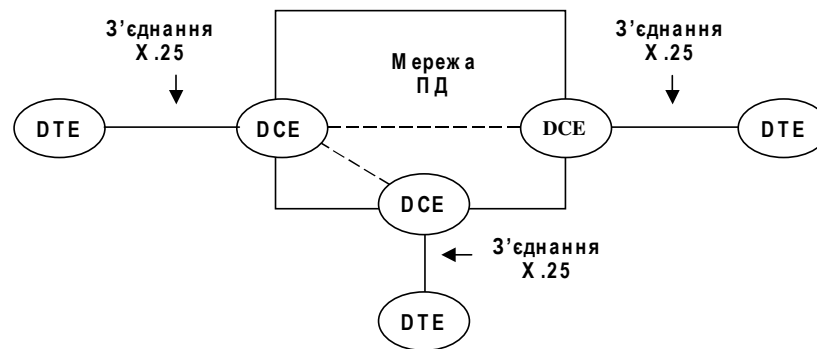 З’єднання
X.25
З’єднання
X.25
Мережа
ПД
DTE
DCE
DCE
DTE
DCE
З’єднання
X.25
DTE